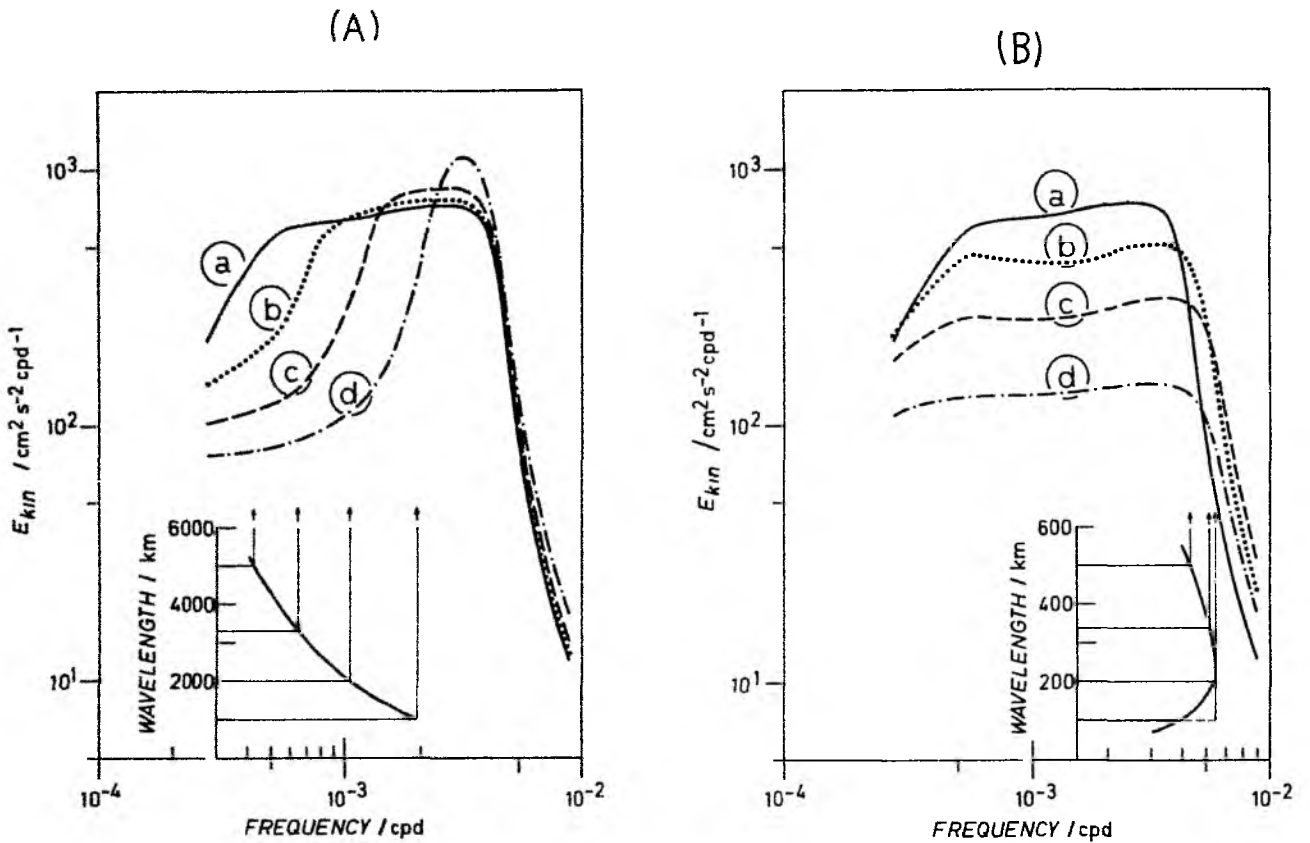 (A)
(B)
10³
10²
10¹
E_kin / cm² s⁻² cpd⁻¹
a
b
c
d
WAVELENGTH / km
6000
4000
2000
10⁻⁴
10⁻³
10⁻²
FREQUENCY / cpd
10³
10²
10¹
E_kin / cm² s⁻² cpd⁻¹
a
b
c
d
WAVELENGTH / km
600
400
200
10⁻⁴
10⁻³
10⁻²
FREQUENCY / cpd